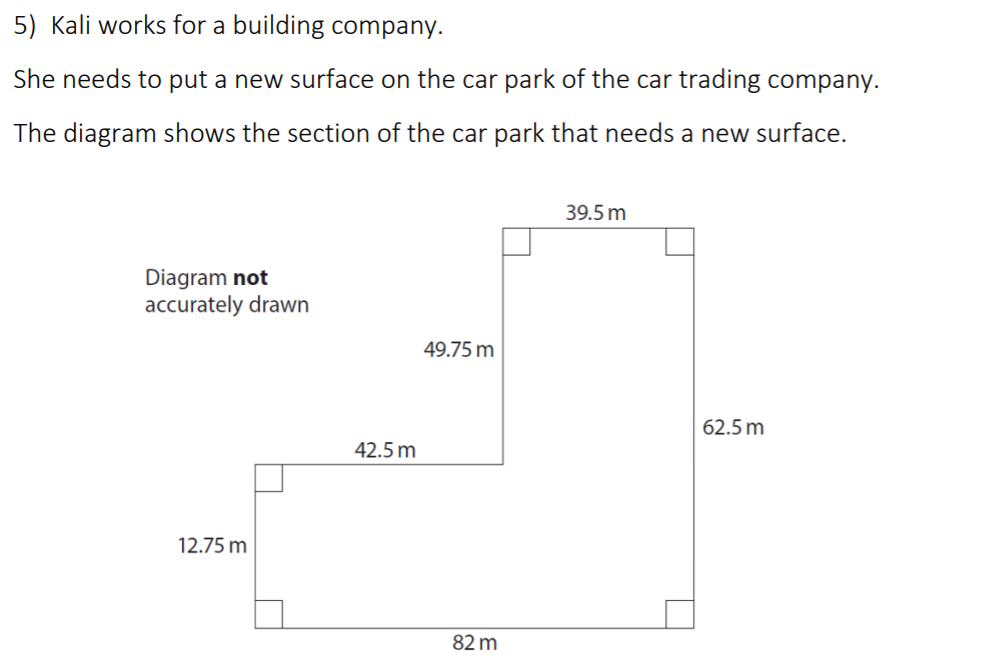 5) Kali works for a building company.
She needs to put a new surface on the car park of the car trading company.
The diagram shows the section of the car park that needs a new surface.
39.5 m
Diagram not
accurately drawn
49.75 m
62.5 m
42.5 m
12.75 m
82 m